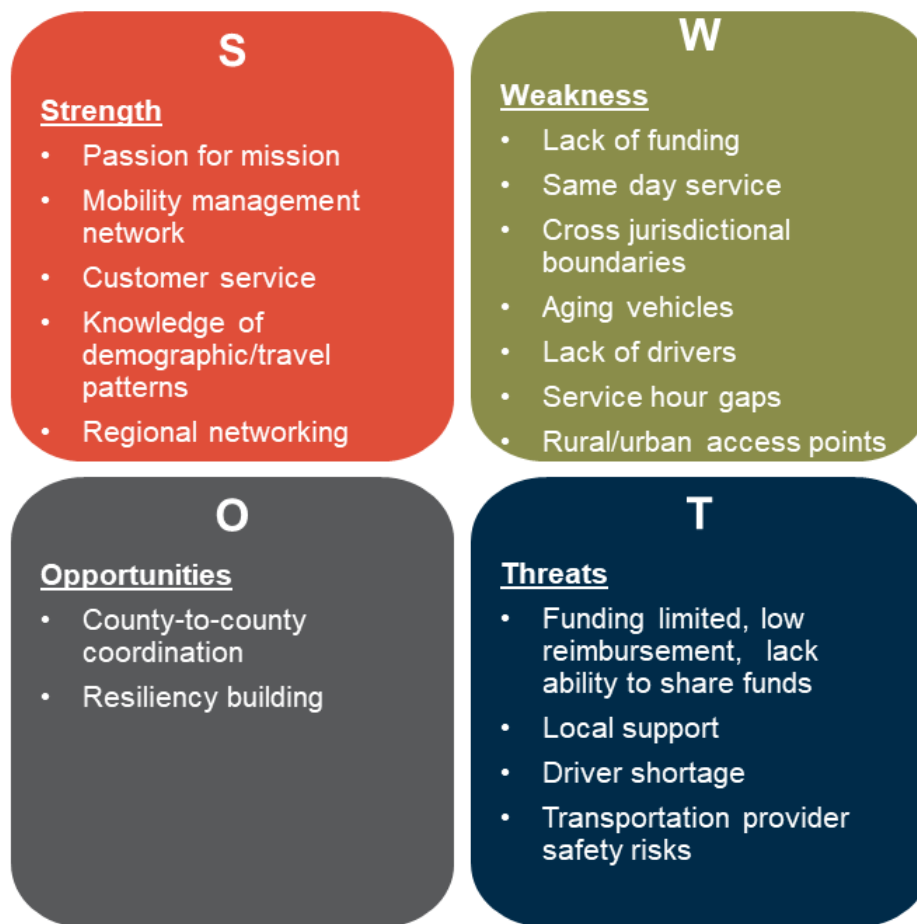 S
Strength
• Passion for mission
• Mobility management
network
• Customer service
• Knowledge of
demographic/travel
patterns
• Regional networking
W
Weakness
• Lack of funding
• Same day service
• Cross jurisdictional
boundaries
• Aging vehicles
• Lack of drivers
• Service hour gaps
• Rural/urban access points
O
Opportunities
• County-to-county
coordination
• Resiliency building
T
Threats
• Funding limited, low
reimbursement, lack
ability to share funds
• Local support
• Driver shortage
• Transportation provider
safety risks